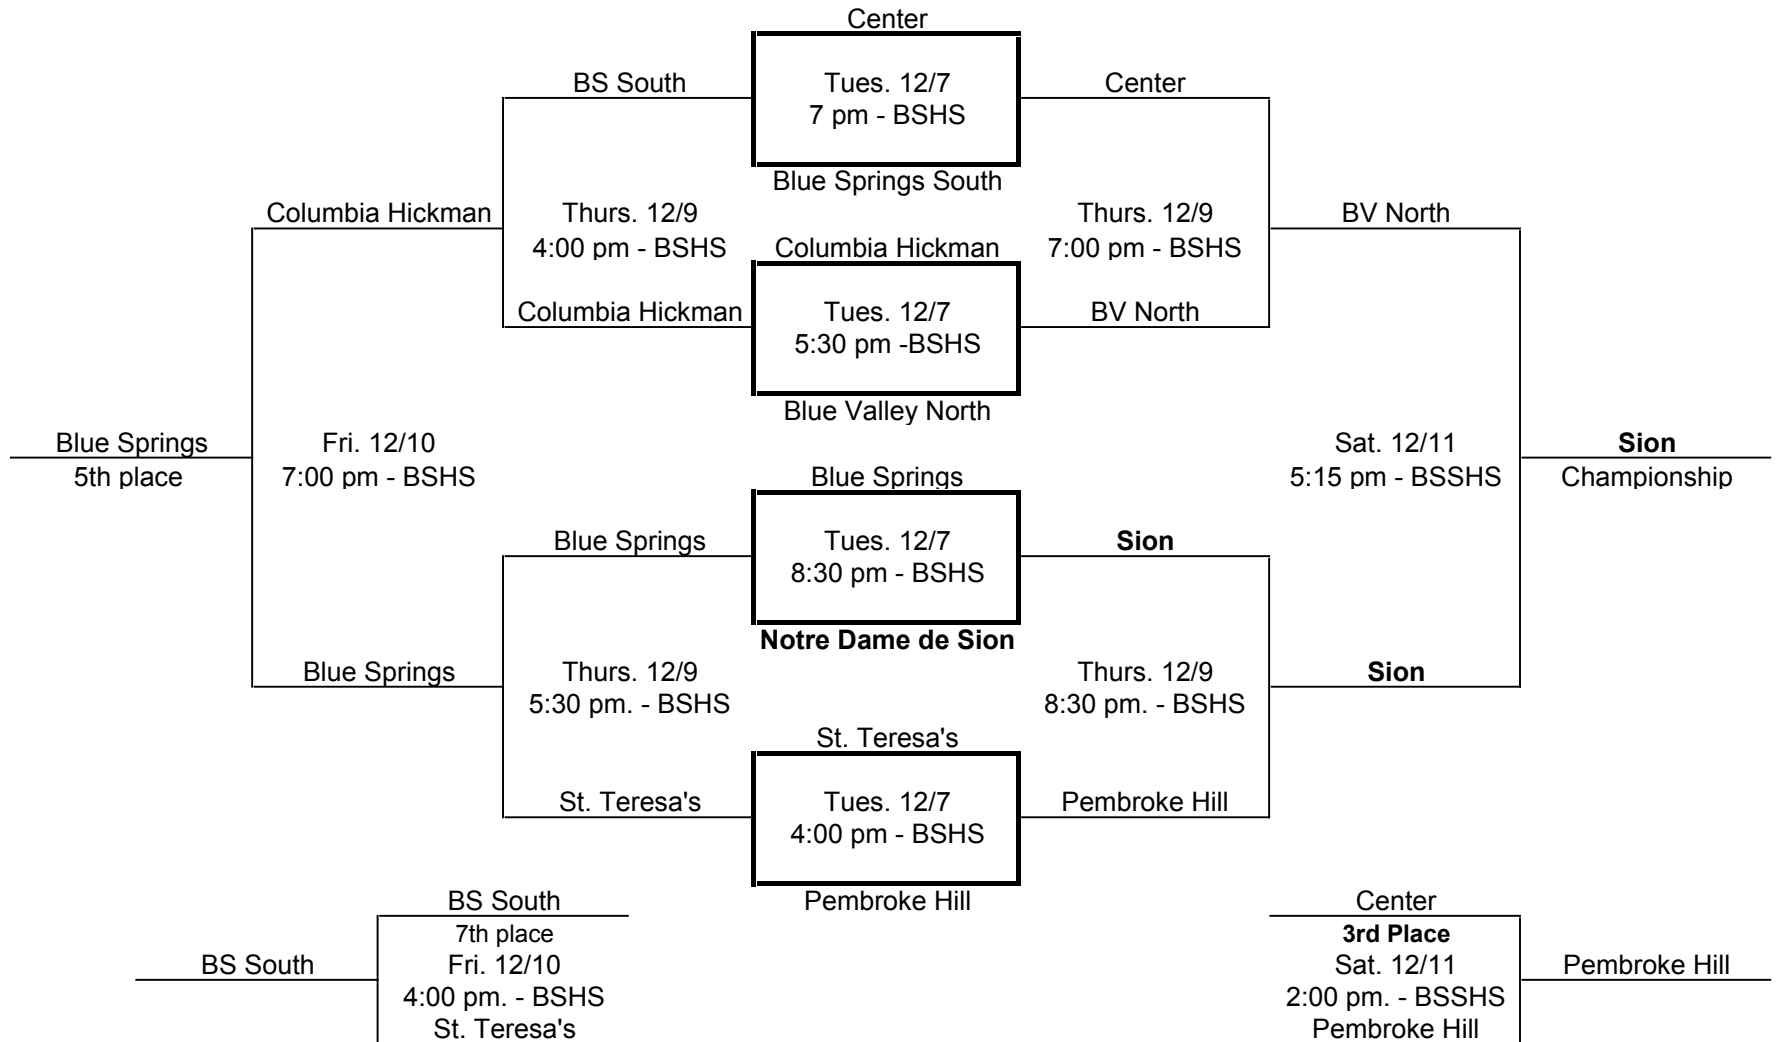 Center
BS South
Tues. 12/7
Center
7 pm - BSHS
Blue Springs South
Columbia Hickman
Thurs. 12/9
Thurs. 12/9
BV North
4:00 pm - BSHS
Columbia Hickman
7:00 pm - BSHS
Columbia Hickman
Tues. 12/7
BV North
5:30 pm -BSHS
Blue Valley North
Blue Springs
Fri. 12/10
Sat. 12/11
Sion
5th place
7:00 pm - BSHS
Blue Springs
5:15 pm - BSSHS
Championship
Blue Springs
Tues. 12/7
Sion
8:30 pm - BSHS
Notre Dame de Sion
Blue Springs
Thurs. 12/9
Thurs. 12/9
Sion
5:30 pm. - BSHS
8:30 pm. - BSHS
St. Teresa's
St. Teresa's
Tues. 12/7
Pembroke Hill
4:00 pm - BSHS
BS South
Pembroke Hill
Center
7th place
3rd Place
BS South
Fri. 12/10
Sat. 12/11
Pembroke Hill
4:00 pm. - BSHS
2:00 pm. - BSSHS
St. Teresa's
Pembroke Hill